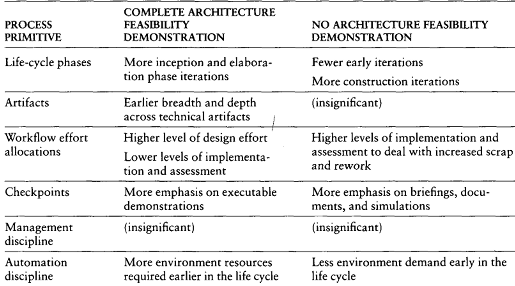 PROCESS PRIMITIVE
COMPLETE ARCHITECTURE FEASIBILITY DEMONSTRATION
NO ARCHITECTURE FEASIBILITY DEMONSTRATION
Life-cycle phases
More inception and elabora-
tion phase iterations
Fewer early iterations
More construction iterations
Artifacts
Earlier breadth and depth
across technical artifacts
(insignificant)
Workflow effort
allocations
Higher level of design effort
Lower levels of implementa-
tion and assessment
Higher levels of implementation and
assessment to deal with increased scrap
and rework
Checkpoints
More emphasis on executable
demonstrations
More emphasis on briefings, docu-
ments, and simulations
Management
discipline
(insignificant)
(insignificant)
Automation
discipline
More environment resources
required earlier in the life cycle
Less environment demand early in the
life cycle